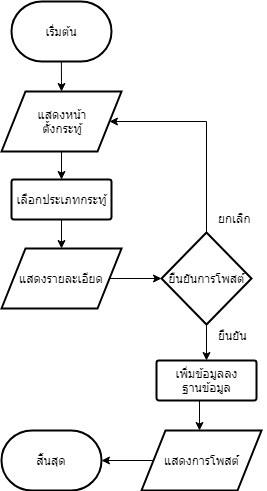 เริ่มต้น
แสดงหน้า
ตั้งกระทู้
เลือกประเภทกระทู้
แสดงรายละเอียด
ยกเลิก
ยืนยันการโพสต์
ยืนยัน
เพิ่มข้อมูลลง
ฐานข้อมูล
แสดงการโพสต์
สิ้นสุด